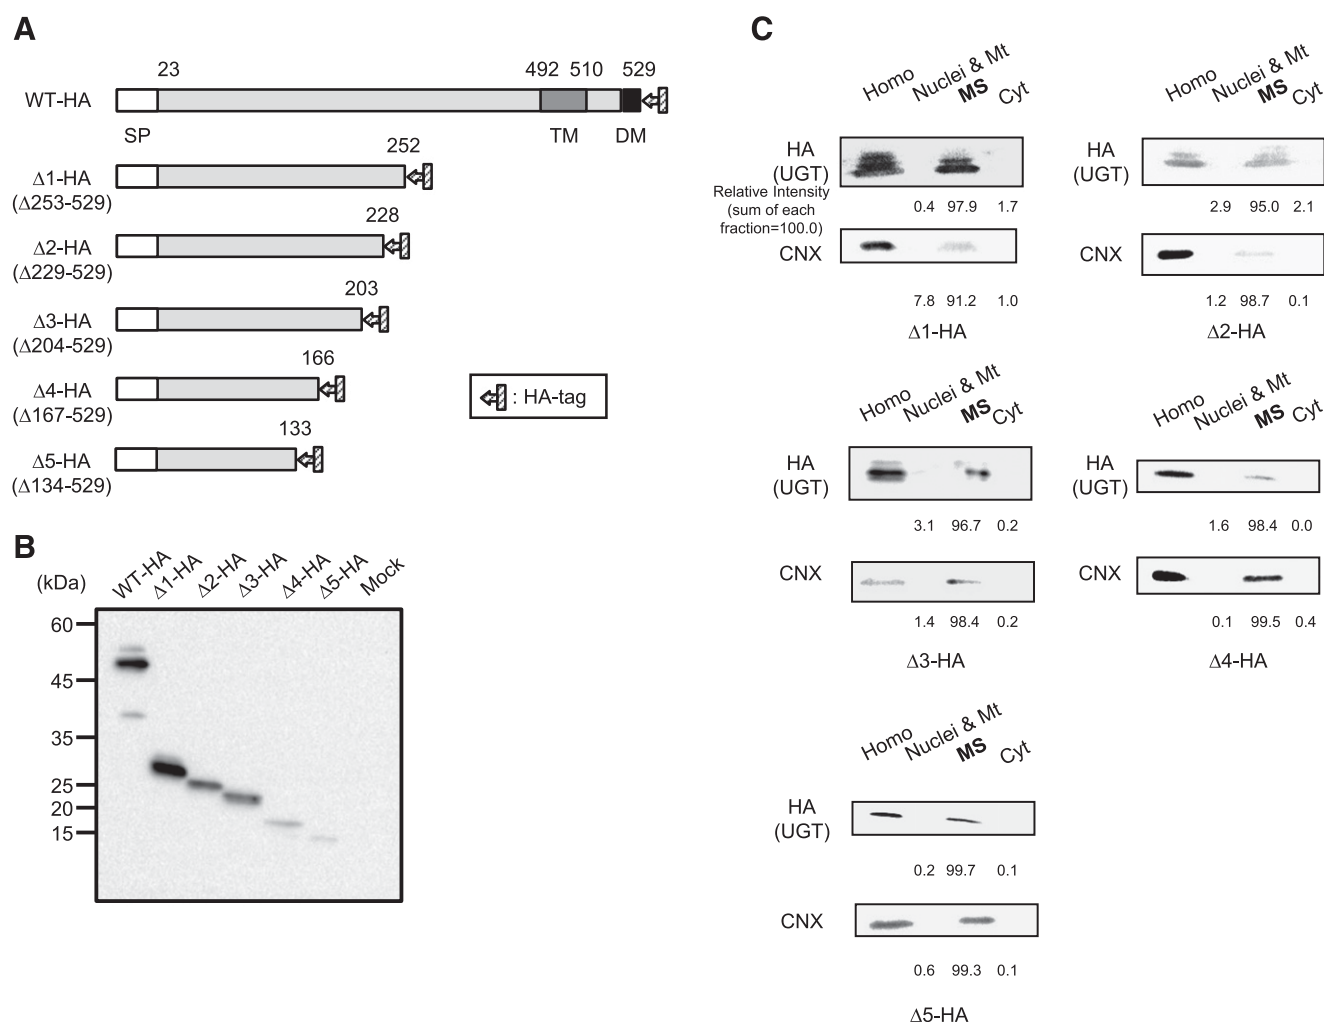 A
23 492 510 529
WT-HA
SP TM DM
252
Δ1-HA
(Δ253-529)
228
Δ2-HA
(Δ229-529)
203
Δ3-HA
(Δ204-529)
166
Δ4-HA
(Δ167-529)
: HA-tag
133
Δ5-HA
(Δ134-529)
B
(kDa) WT-HA Δ1-HA Δ2-HA Δ3-HA Δ4-HA Δ5-HA Mock
60
45
35
25
20
15
C
Homo Nuclei & Mt MS Cyt
HA
(UGT)
Relative Intensity
(sum of each
fraction=100.0)
0.4 97.9 1.7
CNX
7.8 91.2 1.0
Δ1-HA
Homo Nuclei & Mt MS Cyt
HA
(UGT)
2.9 95.0 2.1
CNX
1.2 98.7 0.1
Δ2-HA
Homo Nuclei & Mt MS Cyt
HA
(UGT)
3.1 96.7 0.2
CNX
1.4 98.4 0.2
Δ3-HA
Homo Nuclei & Mt MS Cyt
HA
(UGT)
1.6 98.4 0.0
CNX
0.1 99.5 0.4
Δ4-HA
Homo Nuclei & Mt MS Cyt
HA
(UGT)
0.2 99.7 0.1
CNX
0.6 99.3 0.1
Δ5-HA